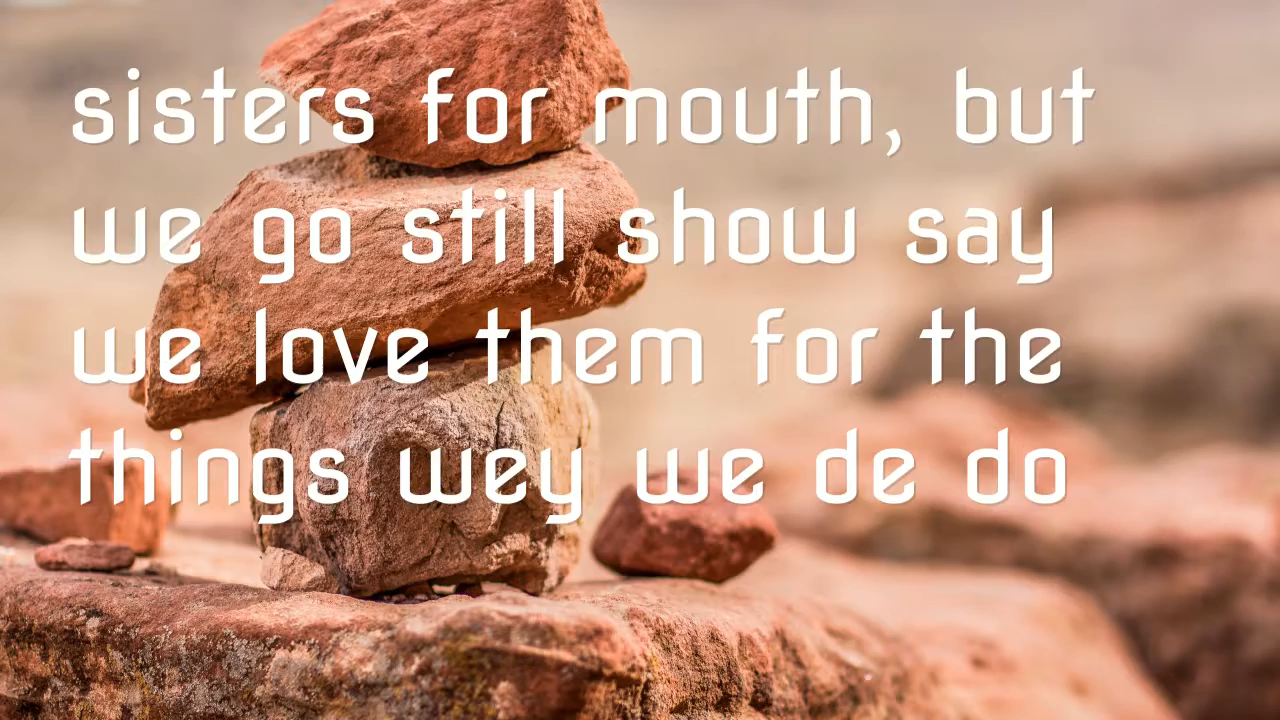 sisters for mouth, but
we go still show say
we love them for the
things wey we de do